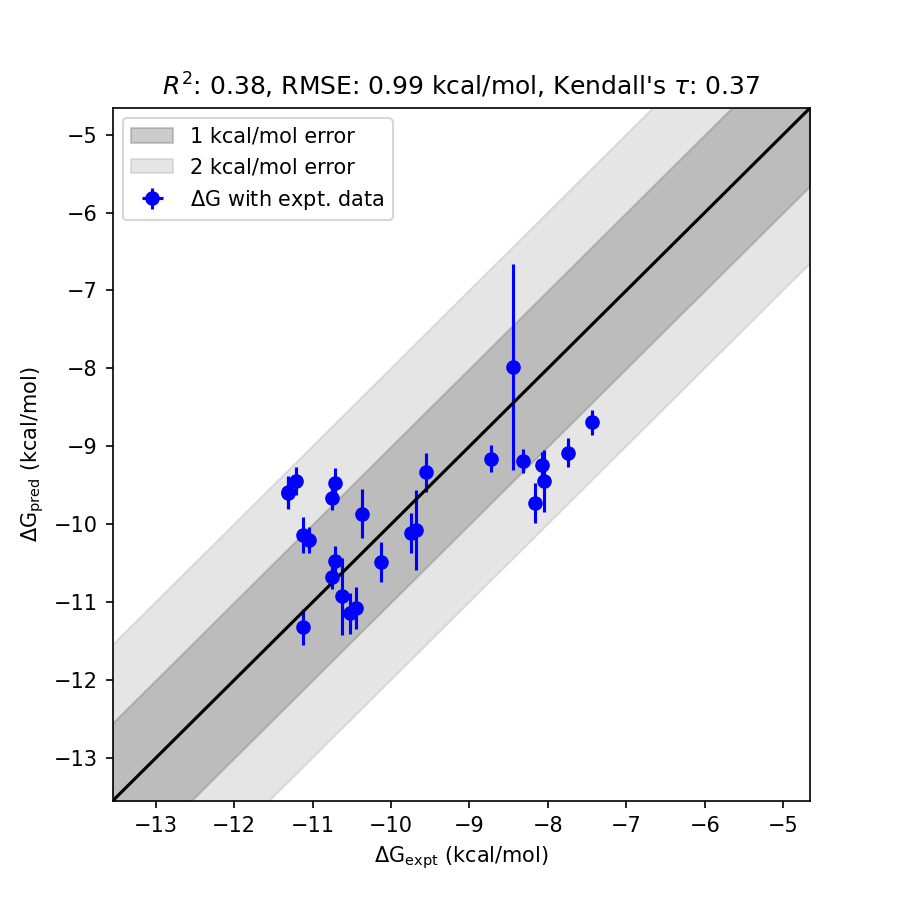 R²: 0.38, RMSE: 0.99 kcal/mol, Kendall's τ: 0.37
1 kcal/mol error
2 kcal/mol error
ΔG with expt. data
−5
−6
−7
−8
−9
−10
−11
−12
−13
ΔGpred (kcal/mol)
−13 −12 −11 −10 −9 −8 −7 −6 −5
ΔGexpt (kcal/mol)